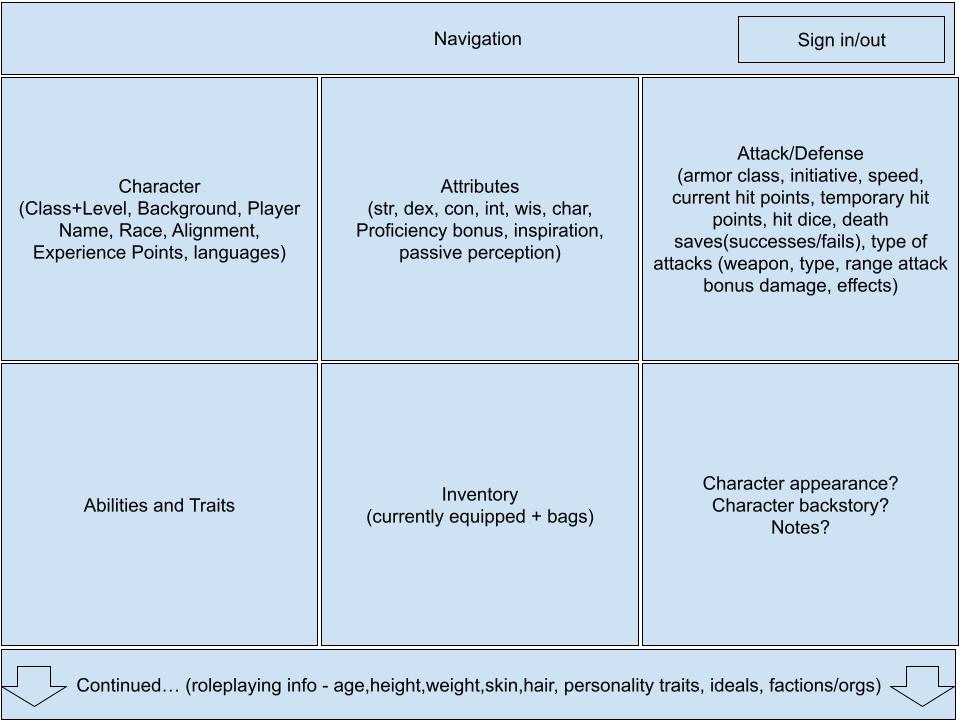 Navigation
Sign in/out
Character
(Class+Level, Background, Player
Name, Race, Alignment,
Experience Points, languages)
Attributes
(str, dex, con, int, wis, char,
Proficiency bonus, inspiration,
passive perception)
Attack/Defense
(armor class, initiative, speed,
current hit points, temporary hit
points, hit dice, death
saves(successes/fails), type of
attacks (weapon, type, range attack
bonus damage, effects)
Abilities and Traits
Inventory
(currently equipped + bags)
Character appearance?
Character backstory?
Notes?
Continued… (roleplaying info - age,height,weight,skin,hair, personality traits, ideals, factions/orgs)